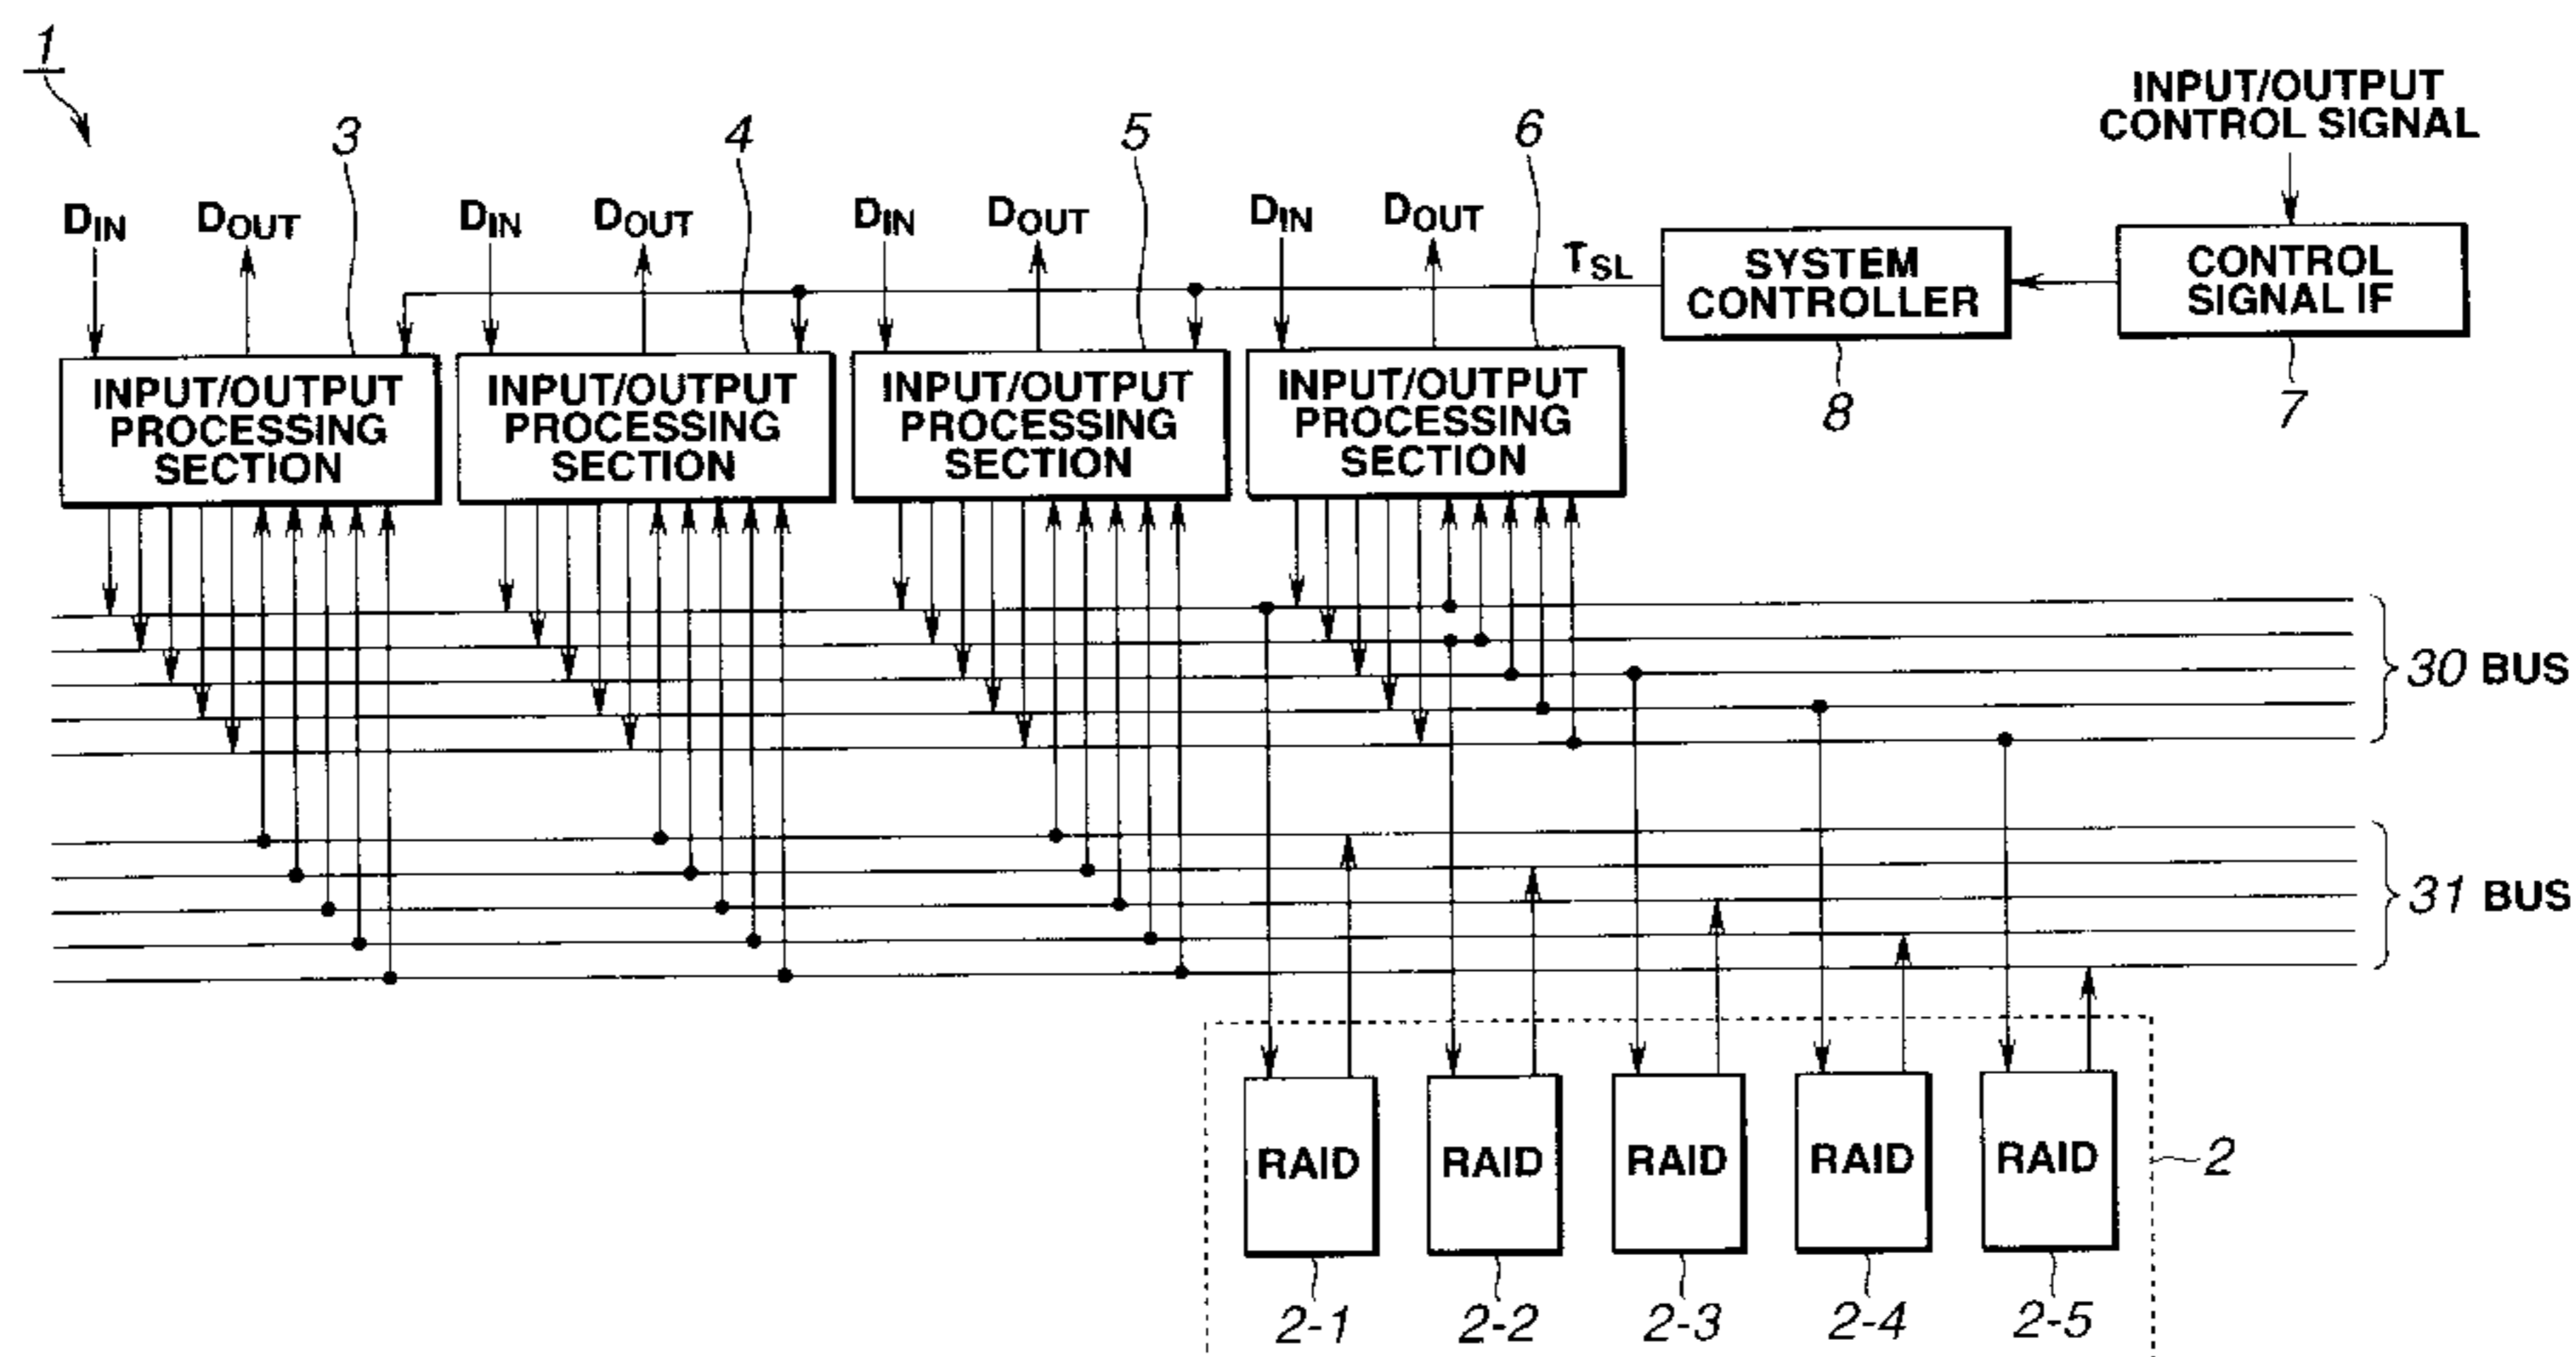 1
INPUT/OUTPUT
CONTROL SIGNAL
3
4
5
6
DIN
DOUT
DIN
DOUT
DIN
DOUT
DIN
DOUT
TSL
SYSTEM
CONTROLLER
CONTROL
SIGNAL IF
8
7
INPUT/OUTPUT
PROCESSING
SECTION
INPUT/OUTPUT
PROCESSING
SECTION
INPUT/OUTPUT
PROCESSING
SECTION
INPUT/OUTPUT
PROCESSING
SECTION
30 BUS
31 BUS
RAID
RAID
RAID
RAID
RAID
2
2-1
2-2
2-3
2-4
2-5